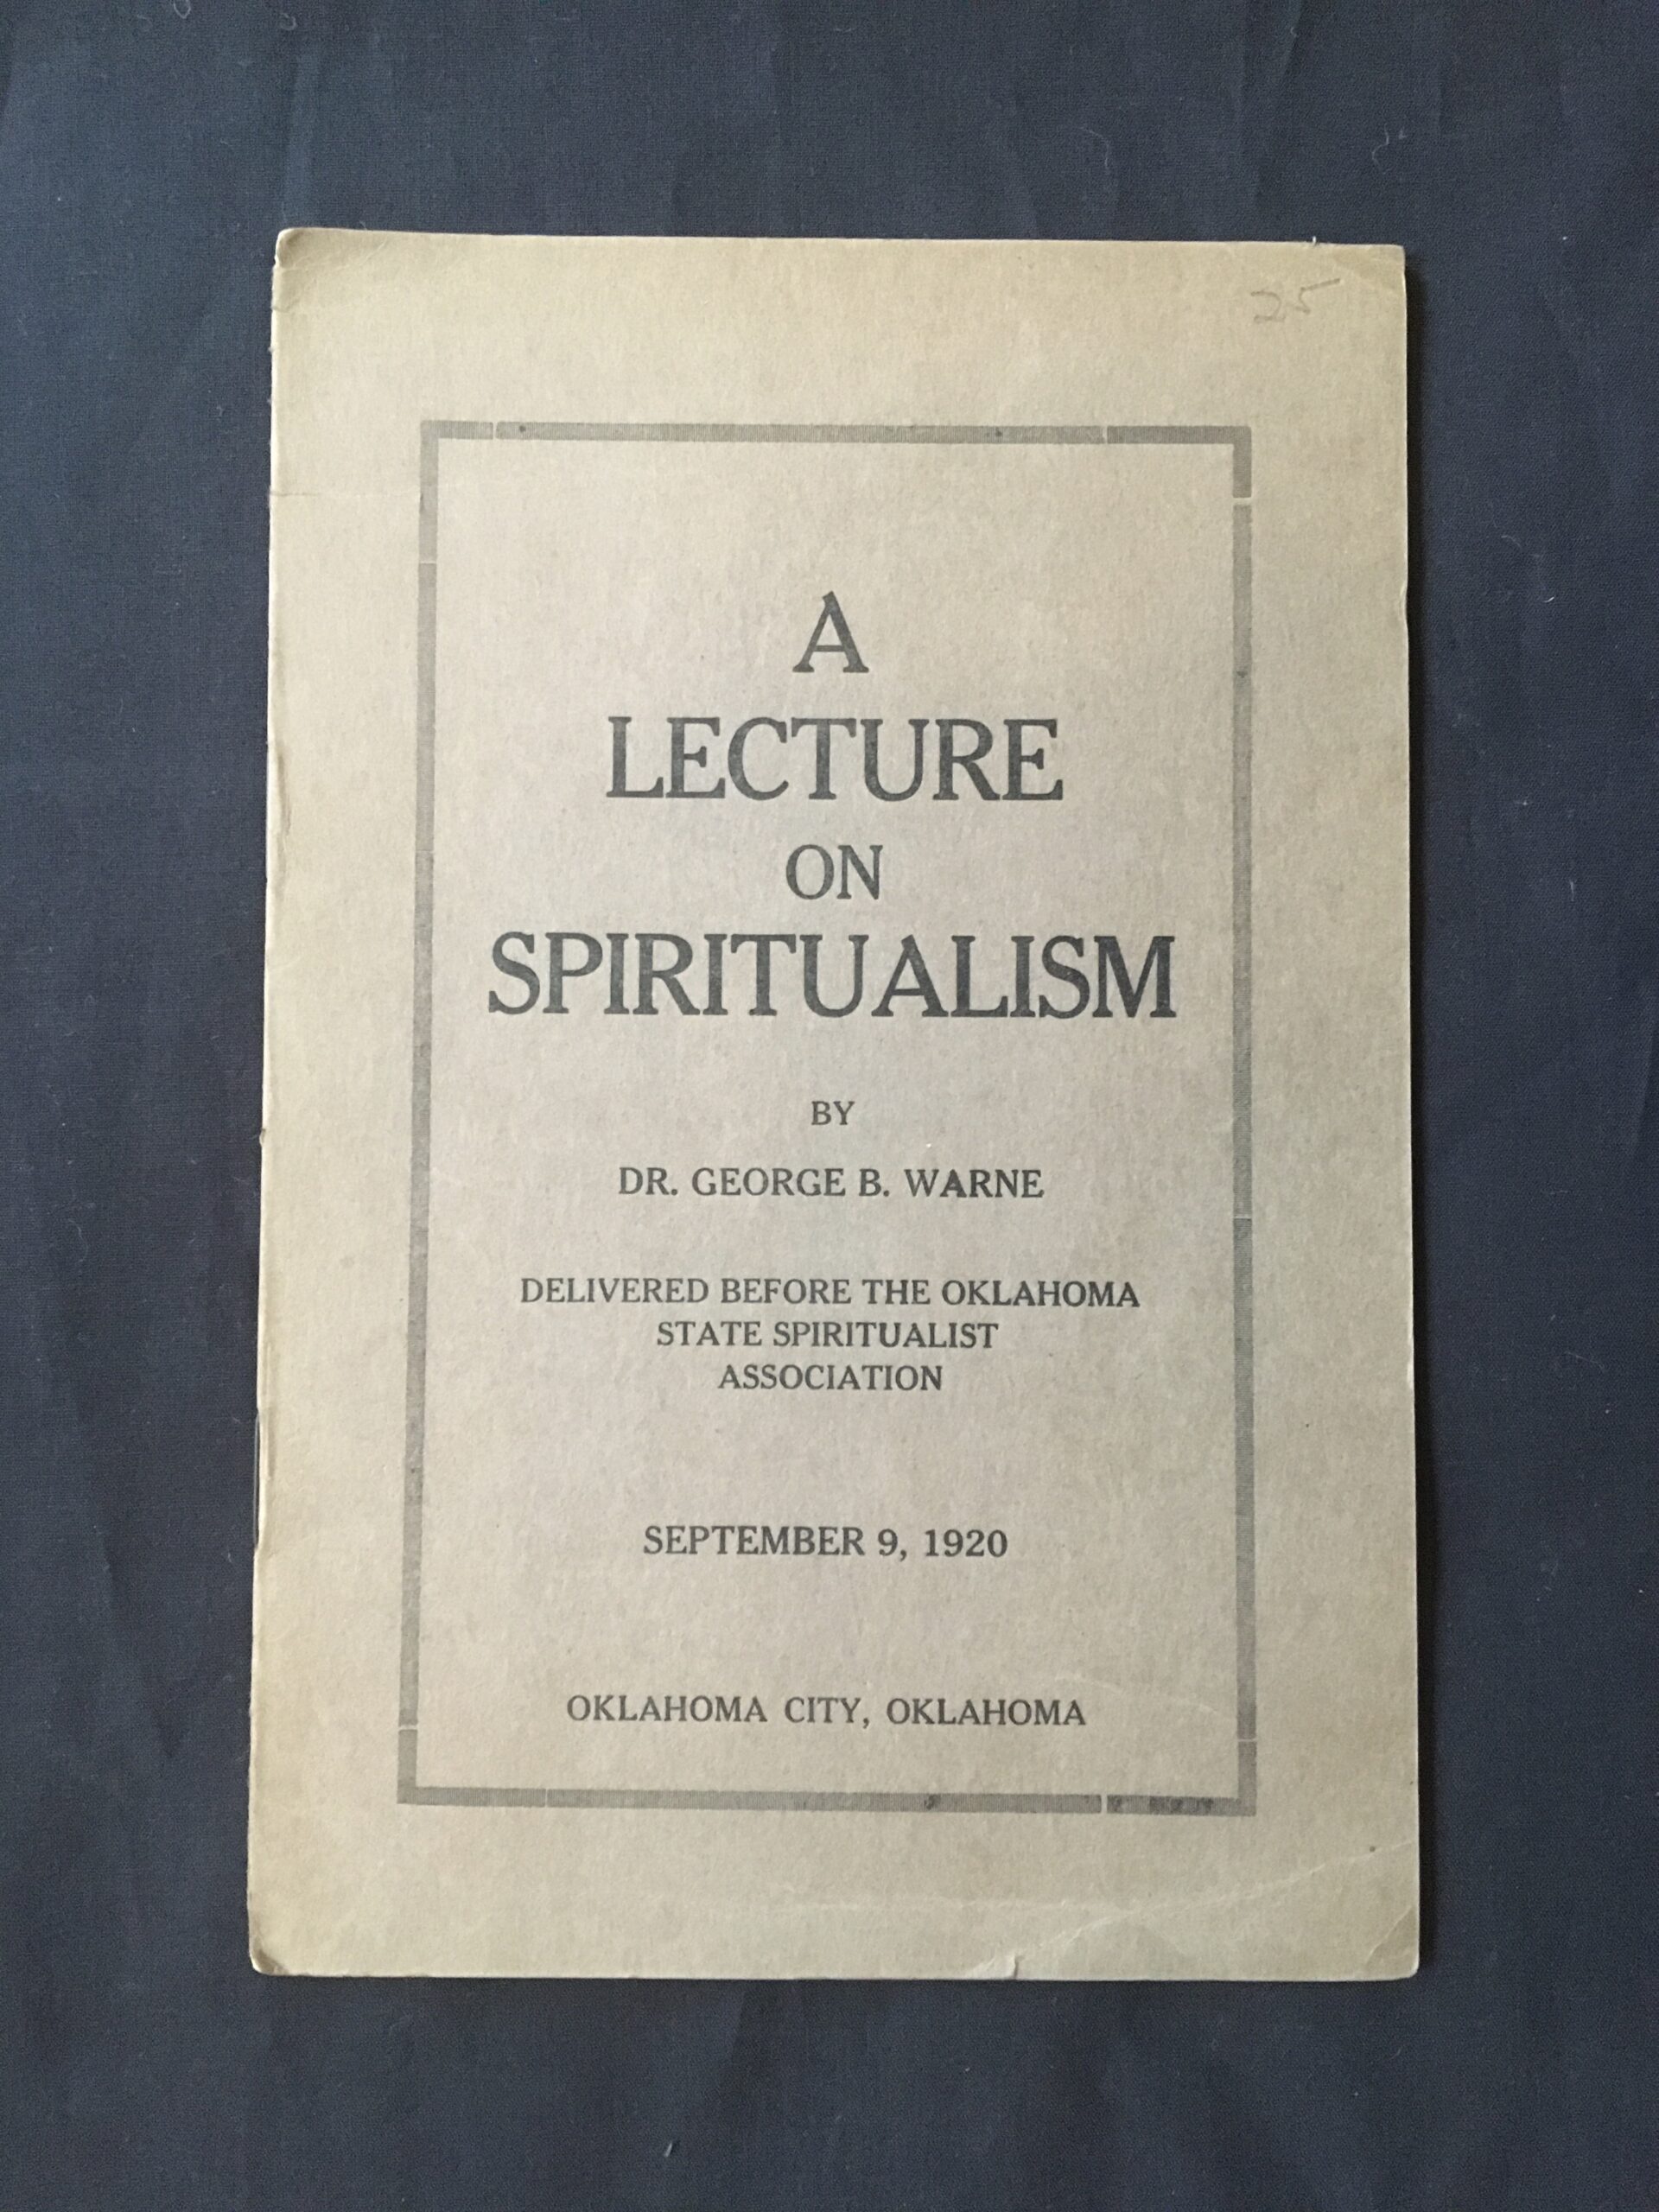 25
A
LECTURE
ON
SPIRITUALISM
BY
DR. GEORGE B. WARNE
DELIVERED BEFORE THE OKLAHOMA
STATE SPIRITUALIST
ASSOCIATION
SEPTEMBER 9, 1920
OKLAHOMA CITY, OKLAHOMA